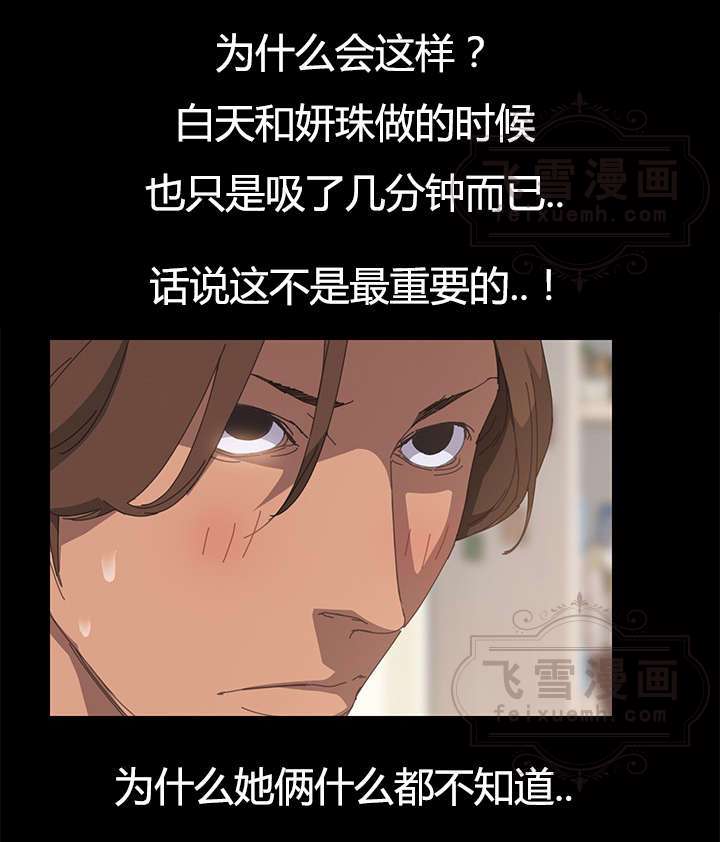 为什么会这样？
白天和妍珠做的时候
也只是吸了几分钟而已..
飞雪漫画
feixuemh.com
话说这不是最重要的..！
飞雪漫画
feixuemh.com
为什么她俩什么都不知道..